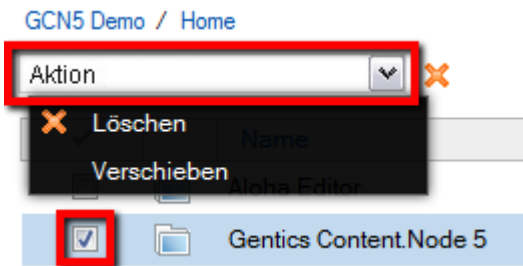 GCN5 Demo / Home
Aktion
Löschen
Name
Verschieben
Aloha Editor
Gentics Content.Node 5